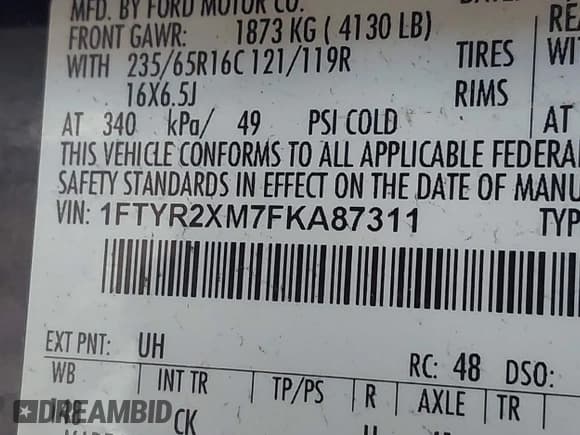 MFD. BY FORD MOTOR CO.
FRONT GAWR: 1873 KG ( 4130 LB)
WITH 235/65R16C 121/119R TIRES WI
16X6.5J RIMS
AT 340 kPa/ 49 PSI COLD AT
THIS VEHICLE CONFORMS TO ALL APPLICABLE FEDERA
SAFETY STANDARDS IN EFFECT ON THE DATE OF MANU
VIN: 1FTYR2XM7FKA87311 TYP
EXT PNT: UH RC: 48 DSO:
WB INT TR TP/PS R AXLE TR
DREAMBID CK